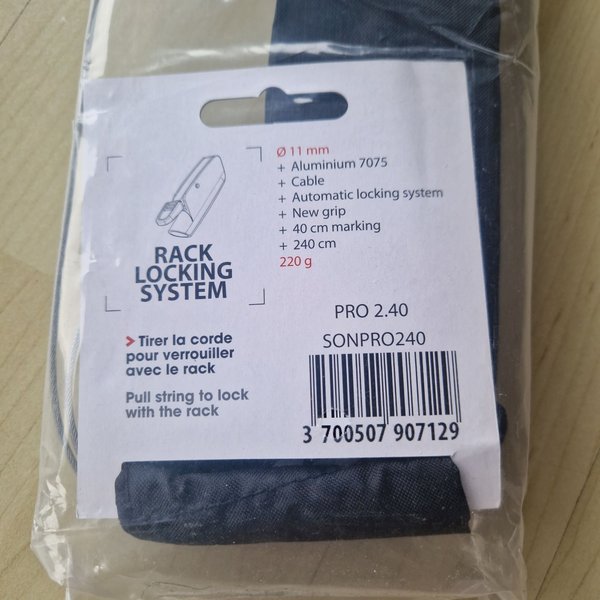 Ø 11 mm
+ Aluminium 7075
+ Cable
+ Automatic locking system
+ New grip
+ 40 cm marking
+ 240 cm
220 g
RACK
LOCKING
SYSTEM
> Tirer la corde
pour verrouiller
avec le rack
Pull string to lock
with the rack
PRO 2.40
SONPRO240
3 700507 907129